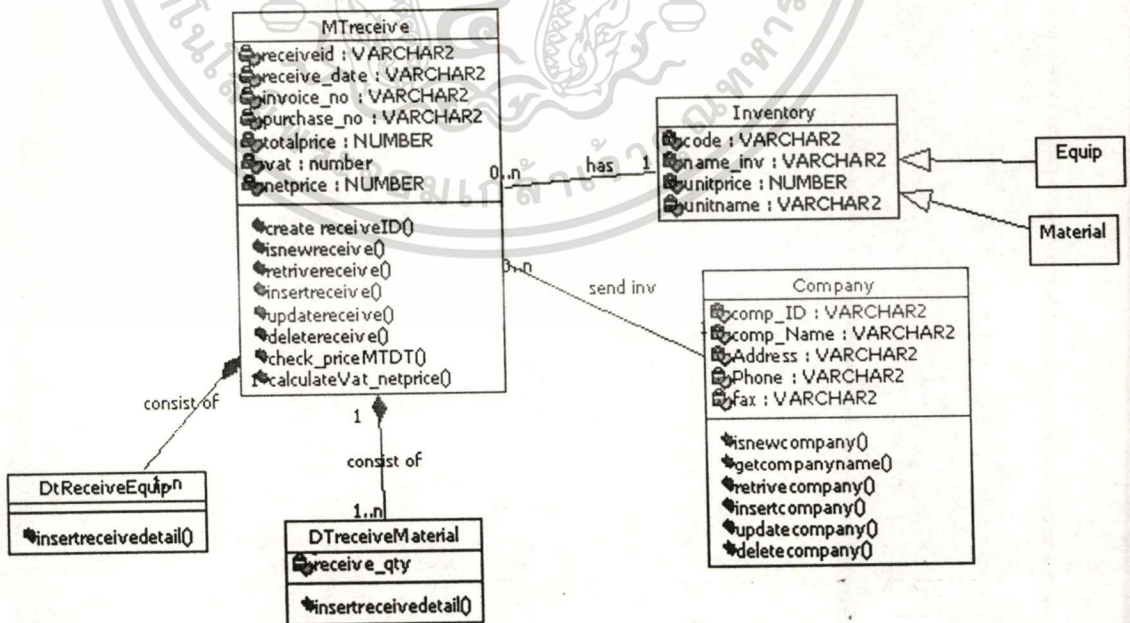 MTreceive
receiveid : VARCHAR2
receive_date : VARCHAR2
invoice_no : VARCHAR2
purchase_no : VARCHAR2
totalprice : NUMBER
vat : number
netprice : NUMBER
create receiveID()
isnewreceive()
retrivereceive()
insertreceive()
updatereceive()
deletereceive()
check_priceMTDT()
calculateVat_netprice()
0..n
has
1
Inventory
code : VARCHAR2
name_inv : VARCHAR2
unitprice : NUMBER
unitname : VARCHAR2
Equip
Material
0..n
send inv
1
Company
comp_ID : VARCHAR2
comp_Name : VARCHAR2
Address : VARCHAR2
Phone : VARCHAR2
fax : VARCHAR2
isnewcompany()
getcompanyname()
retrivecompany()
insertcompany()
updatecompany()
deletecompany()
1
consist of
1..n
DtReceiveEquip
insertreceivedetail()
1
consist of
1..n
DTreceiveMaterial
receive_qty
insertreceivedetail()